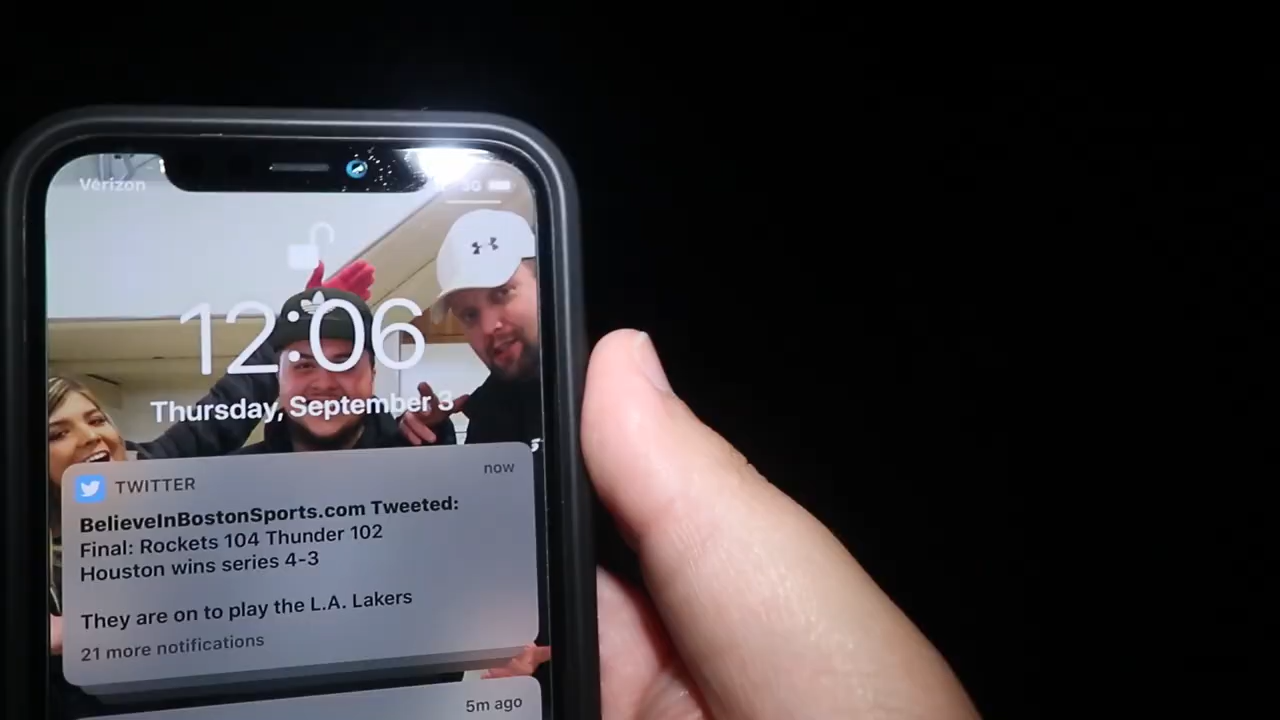 Verizon
5G
12:06
Thursday, September 3
TWITTER
now
BelieveInBostonSports.com Tweeted:
Final: Rockets 104 Thunder 102
Houston wins series 4-3
They are on to play the L.A. Lakers
21 more notifications
5m ago